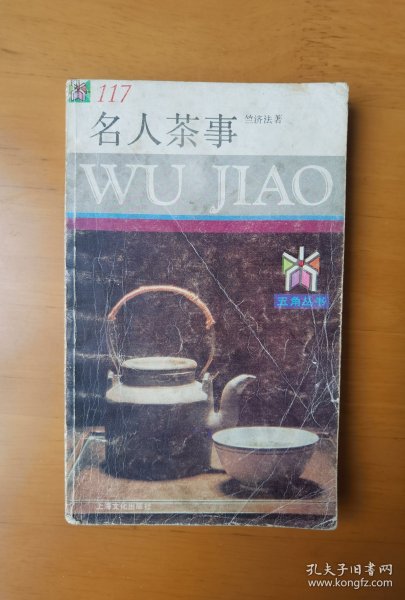 117
名人茶事 竺济法著
WU JIAO
五角丛书
上海文化出版社
孔夫子旧书网
www.kongfz.com